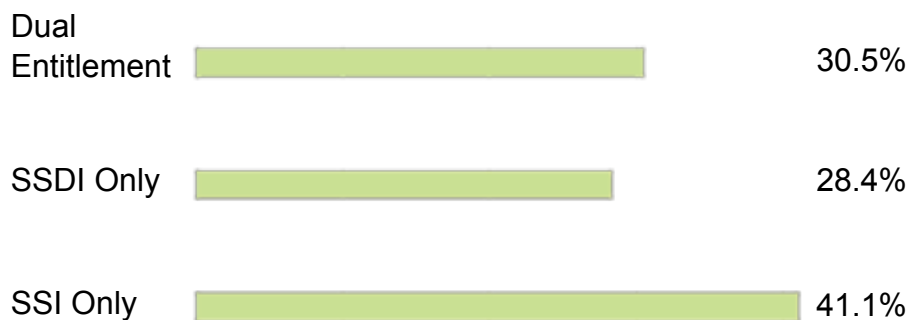 Dual
Entitlement 30.5%
SSDI Only 28.4%
SSI Only 41.1%